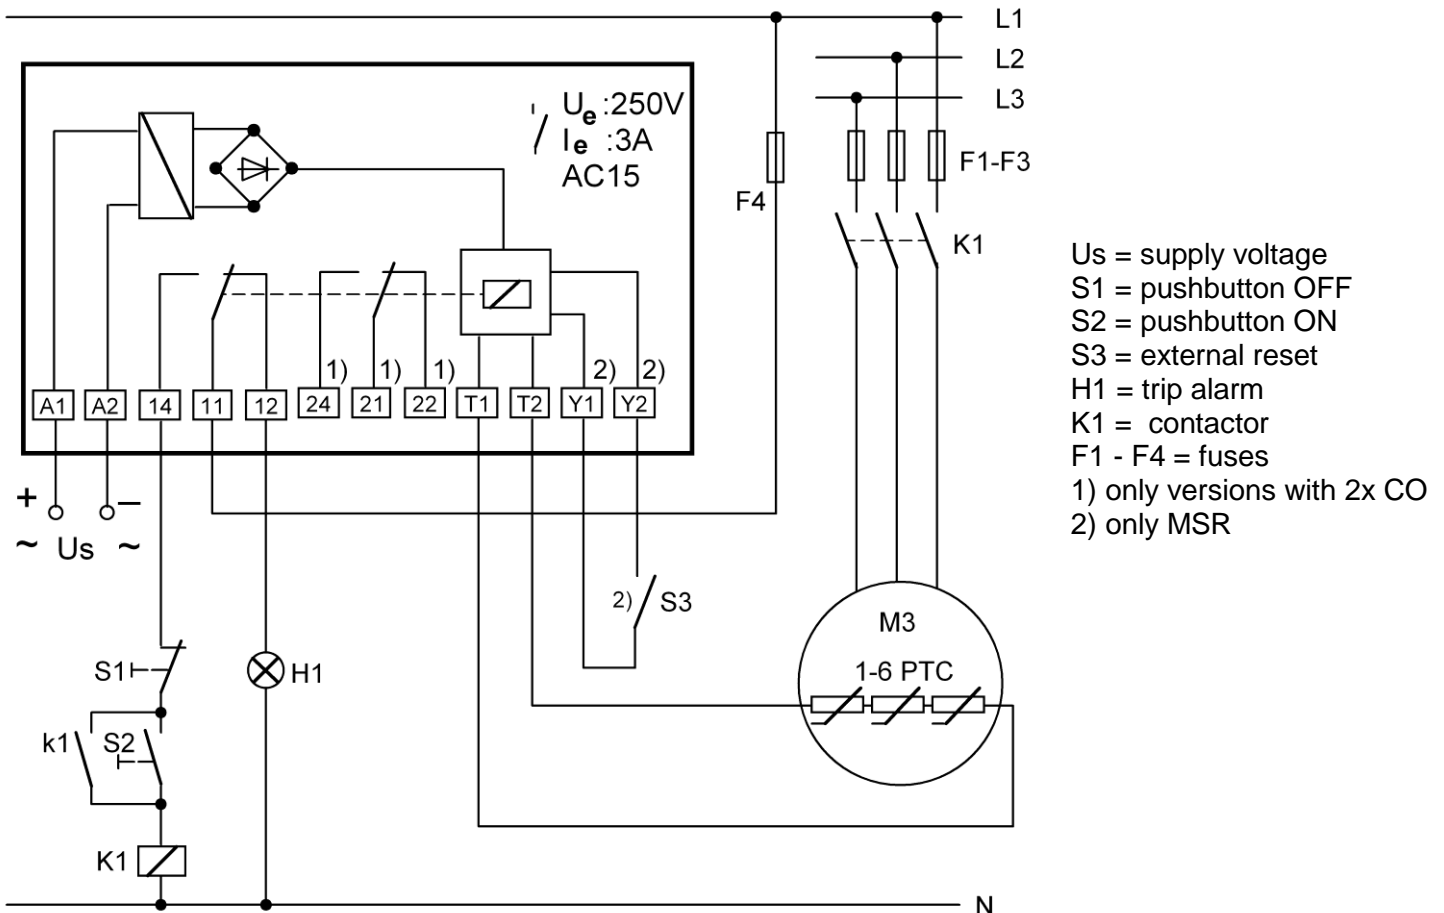 L1
L2
L3
Ue :250V
Ie :3A
AC15
F4
F1-F3
K1
Us = supply voltage
S1 = pushbutton OFF
S2 = pushbutton ON
S3 = external reset
H1 = trip alarm
K1 = contactor
F1 - F4 = fuses
1) only versions with 2x CO
2) only MSR
1) 1) 1) 2) 2)
A1 A2 14 11 12 24 21 22 T1 T2 Y1 Y2
+ –
~ Us ~
2) S3
M3
1-6 PTC
S1
H1
k1 S2
K1
N